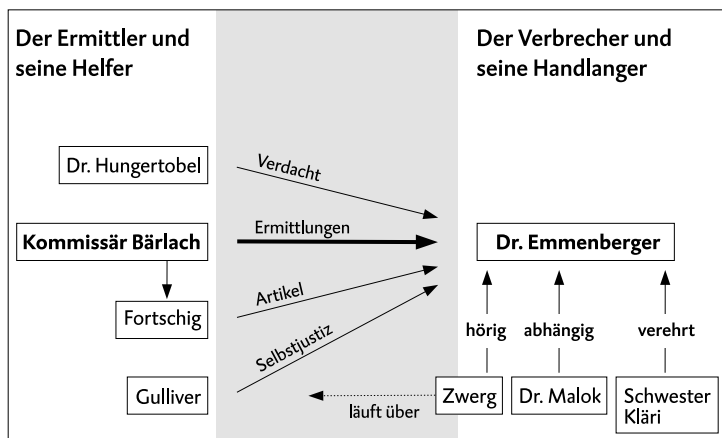 Der Ermittler und
seine Helfer
Der Verbrecher und
seine Handlanger
Dr. Hungertobel
Verdacht
Kommissär Bärlach
Ermittlungen
Dr. Emmenberger
Fortschig
Artikel
Selbstjustiz
hörig
abhängig
verehrt
Gulliver
läuft über
Zwerg
Dr. Malok
Schwester
Kläri